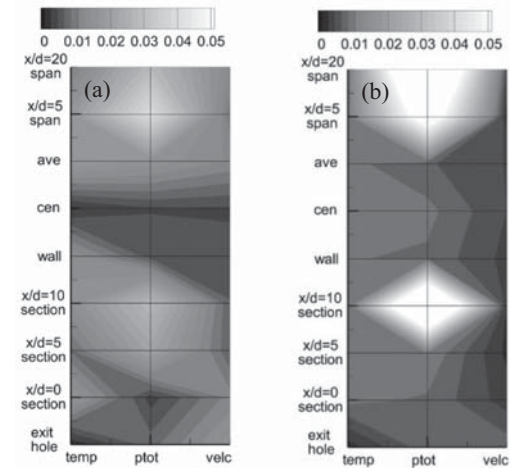 0 0.01 0.02 0.03 0.04 0.05
x/d=20
span
(a)
x/d=5
span
ave
cen
wall
x/d=10
section
x/d=5
section
x/d=0
section
exit
hole
temp ptot velc
0 0.01 0.02 0.03 0.04 0.05
x/d=20
span
(b)
x/d=5
span
ave
cen
wall
x/d=10
section
x/d=5
section
x/d=0
section
exit
hole
temp ptot velc